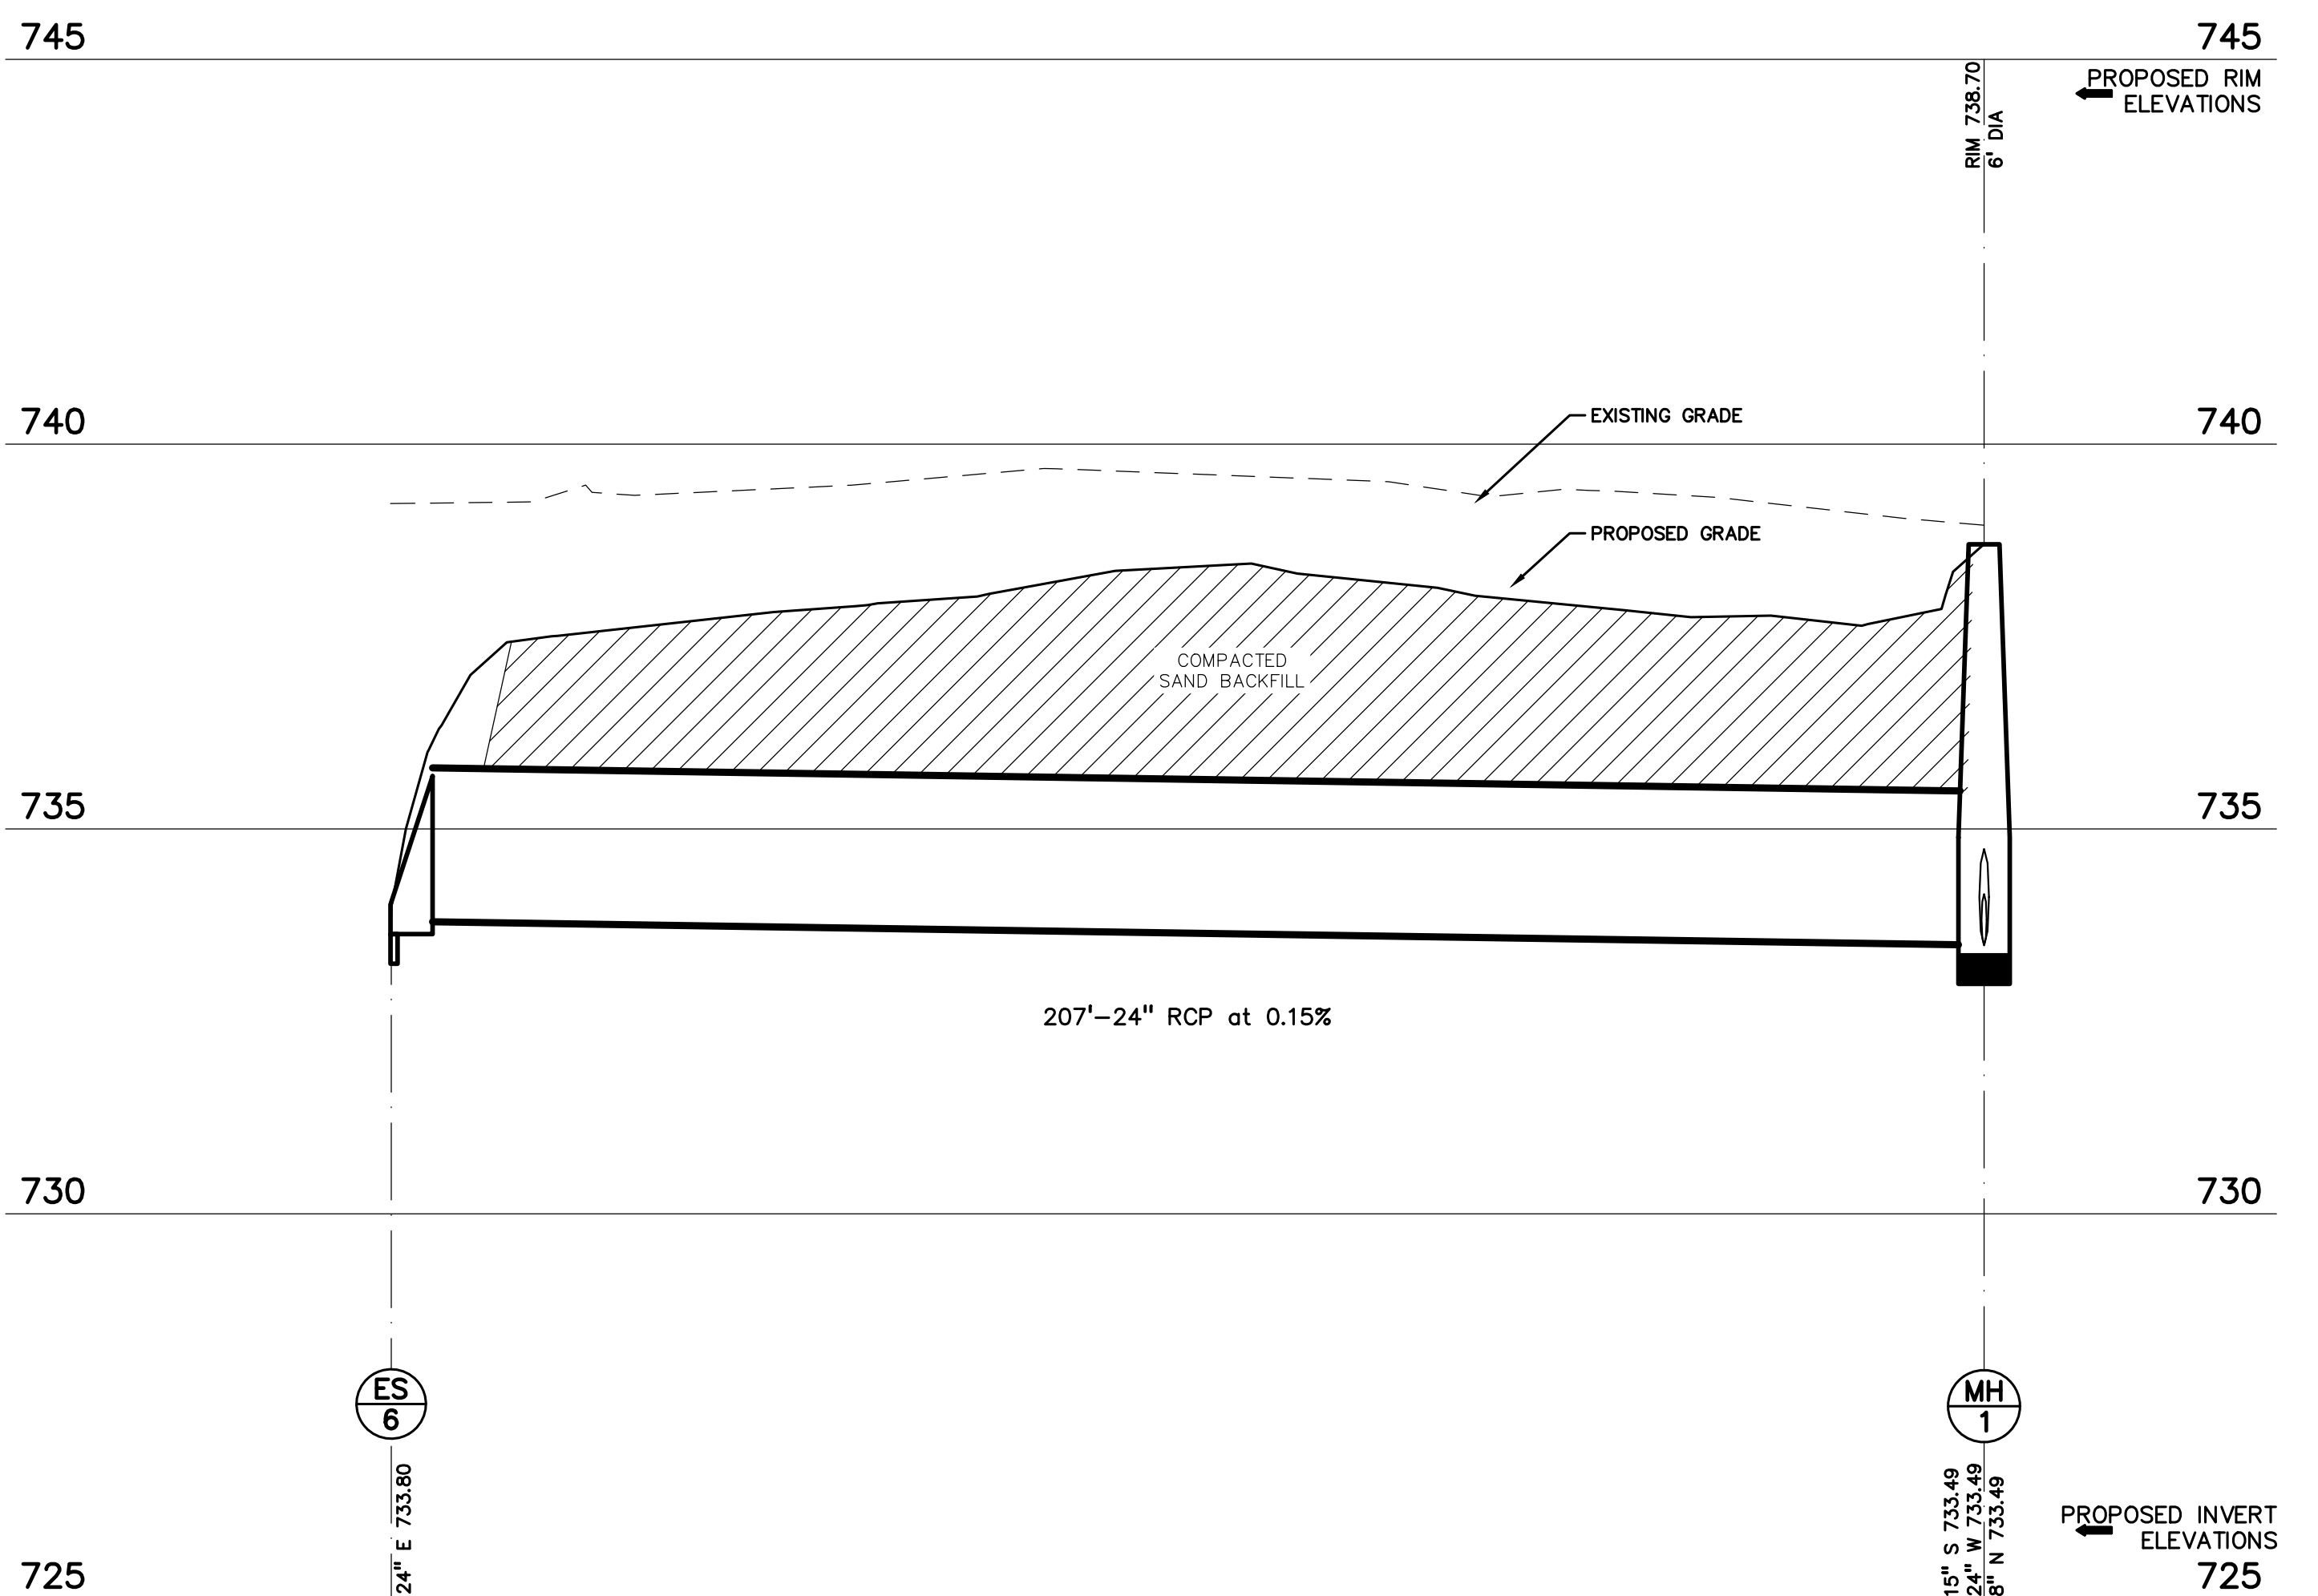 745 745
RIM 738.70
6' DIA
PROPOSED RIM
ELEVATIONS
740 740
EXISTING GRADE
PROPOSED GRADE
COMPACTED
SAND BACKFILL
735 735
207'-24" RCP at 0.15%
730 730
ES
6
MH
1
24" E 733.80
15" S 733.49
24" W 733.49
8" N 733.49
PROPOSED INVERT
ELEVATIONS
725 725